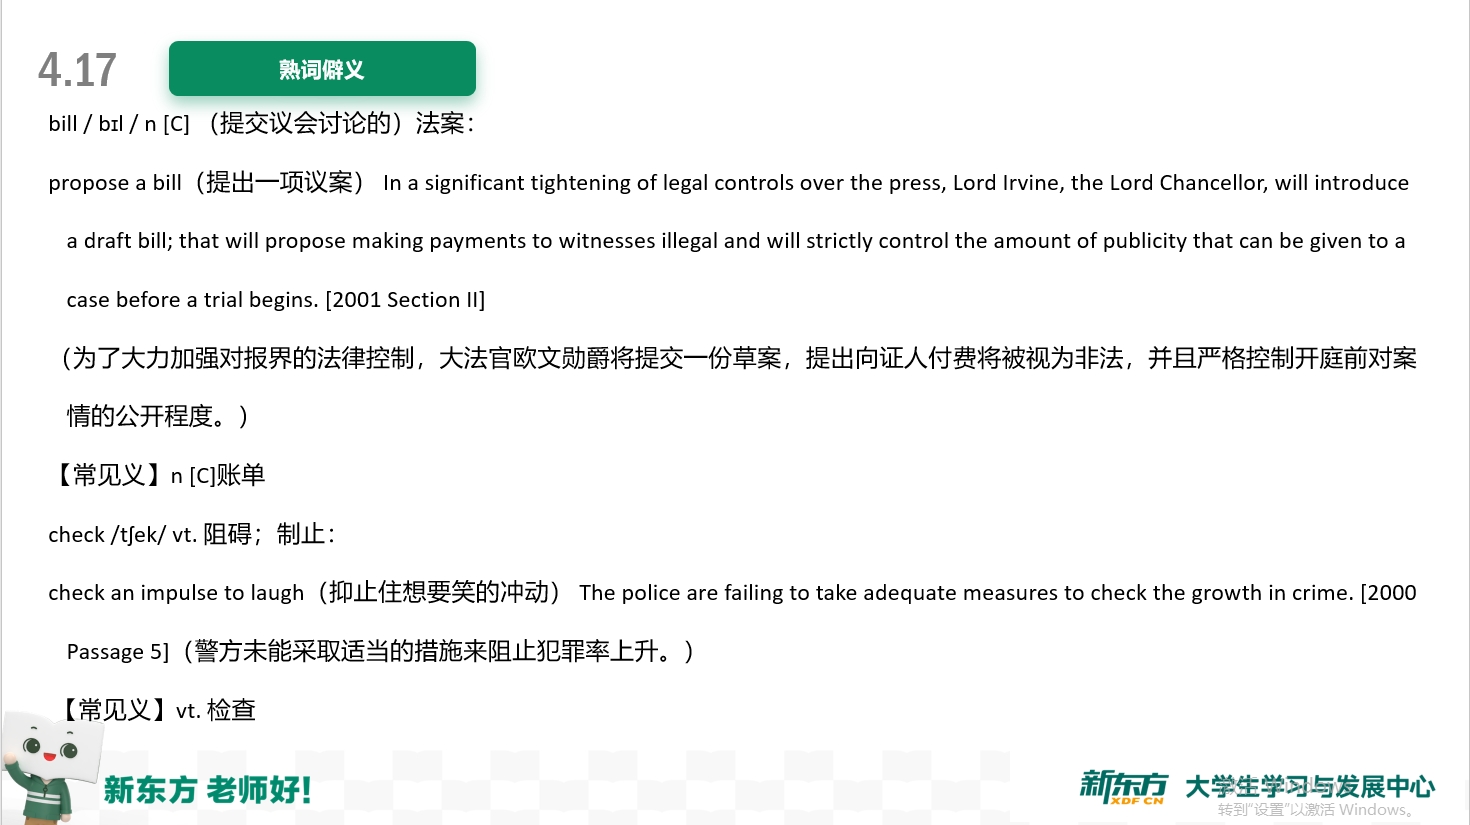 4.17
熟词僻义
bill / bɪl / n [C] （提交议会讨论的）法案：
propose a bill（提出一项议案） In a significant tightening of legal controls over the press, Lord Irvine, the Lord Chancellor, will introduce
a draft bill; that will propose making payments to witnesses illegal and will strictly control the amount of publicity that can be given to a
case before a trial begins. [2001 Section II]
（为了大力加强对报界的法律控制，大法官欧文勋爵将提交一份草案，提出向证人付费将被视为非法，并且严格控制开庭前对案
情的公开程度。）
【常见义】n [C]账单
check /tʃek/ vt. 阻碍；制止：
check an impulse to laugh（抑止住想要笑的冲动） The police are failing to take adequate measures to check the growth in crime. [2000
Passage 5]（警方未能采取适当的措施来阻止犯罪率上升。）
【常见义】vt. 检查
新东方 老师好！
新东方 XDF.CN 大学生学习与发展中心
激活 Windows
转到“设置”以激活 Windows。